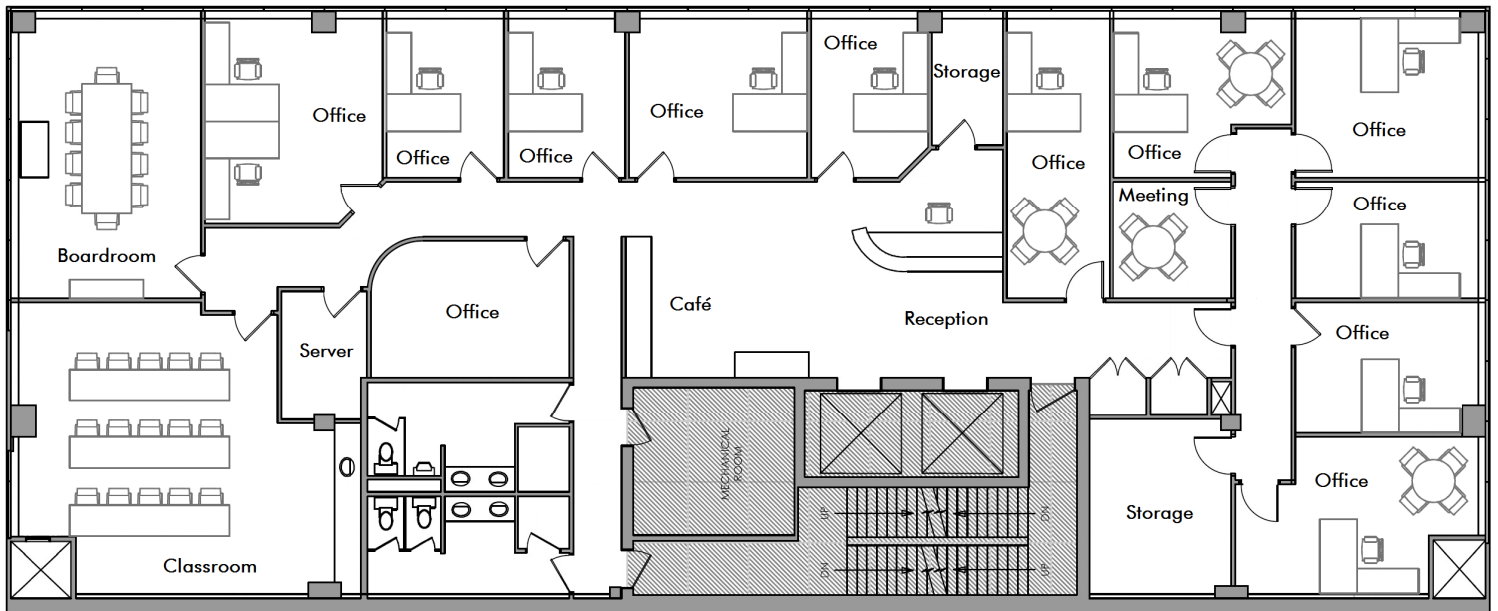 Office
Storage
Office
Office
Office
Office
Office
Office
Office
Office
Meeting
Office
Boardroom
Café
Reception
Office
Server
Office
MECHANICAL
ROOM
Office
UP
DN
Storage
Classroom
DN
UP